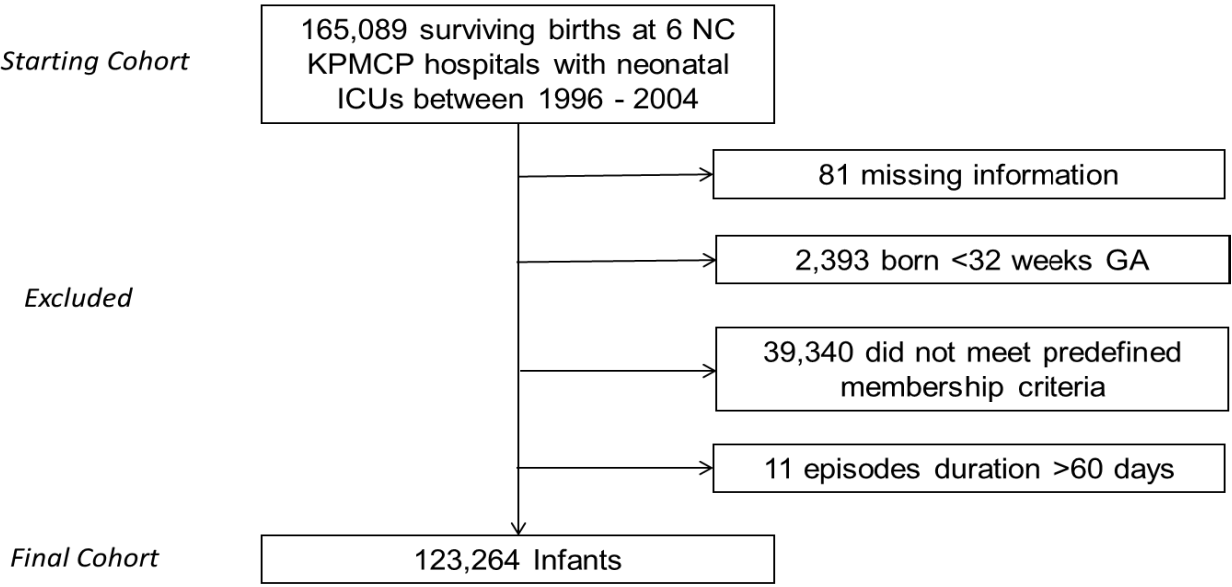 Starting Cohort
165,089 surviving births at 6 NC
KPMCP hospitals with neonatal
ICUs between 1996 - 2004
81 missing information
2,393 born <32 weeks GA
Excluded
39,340 did not meet predefined
membership criteria
11 episodes duration >60 days
Final Cohort
123,264 Infants